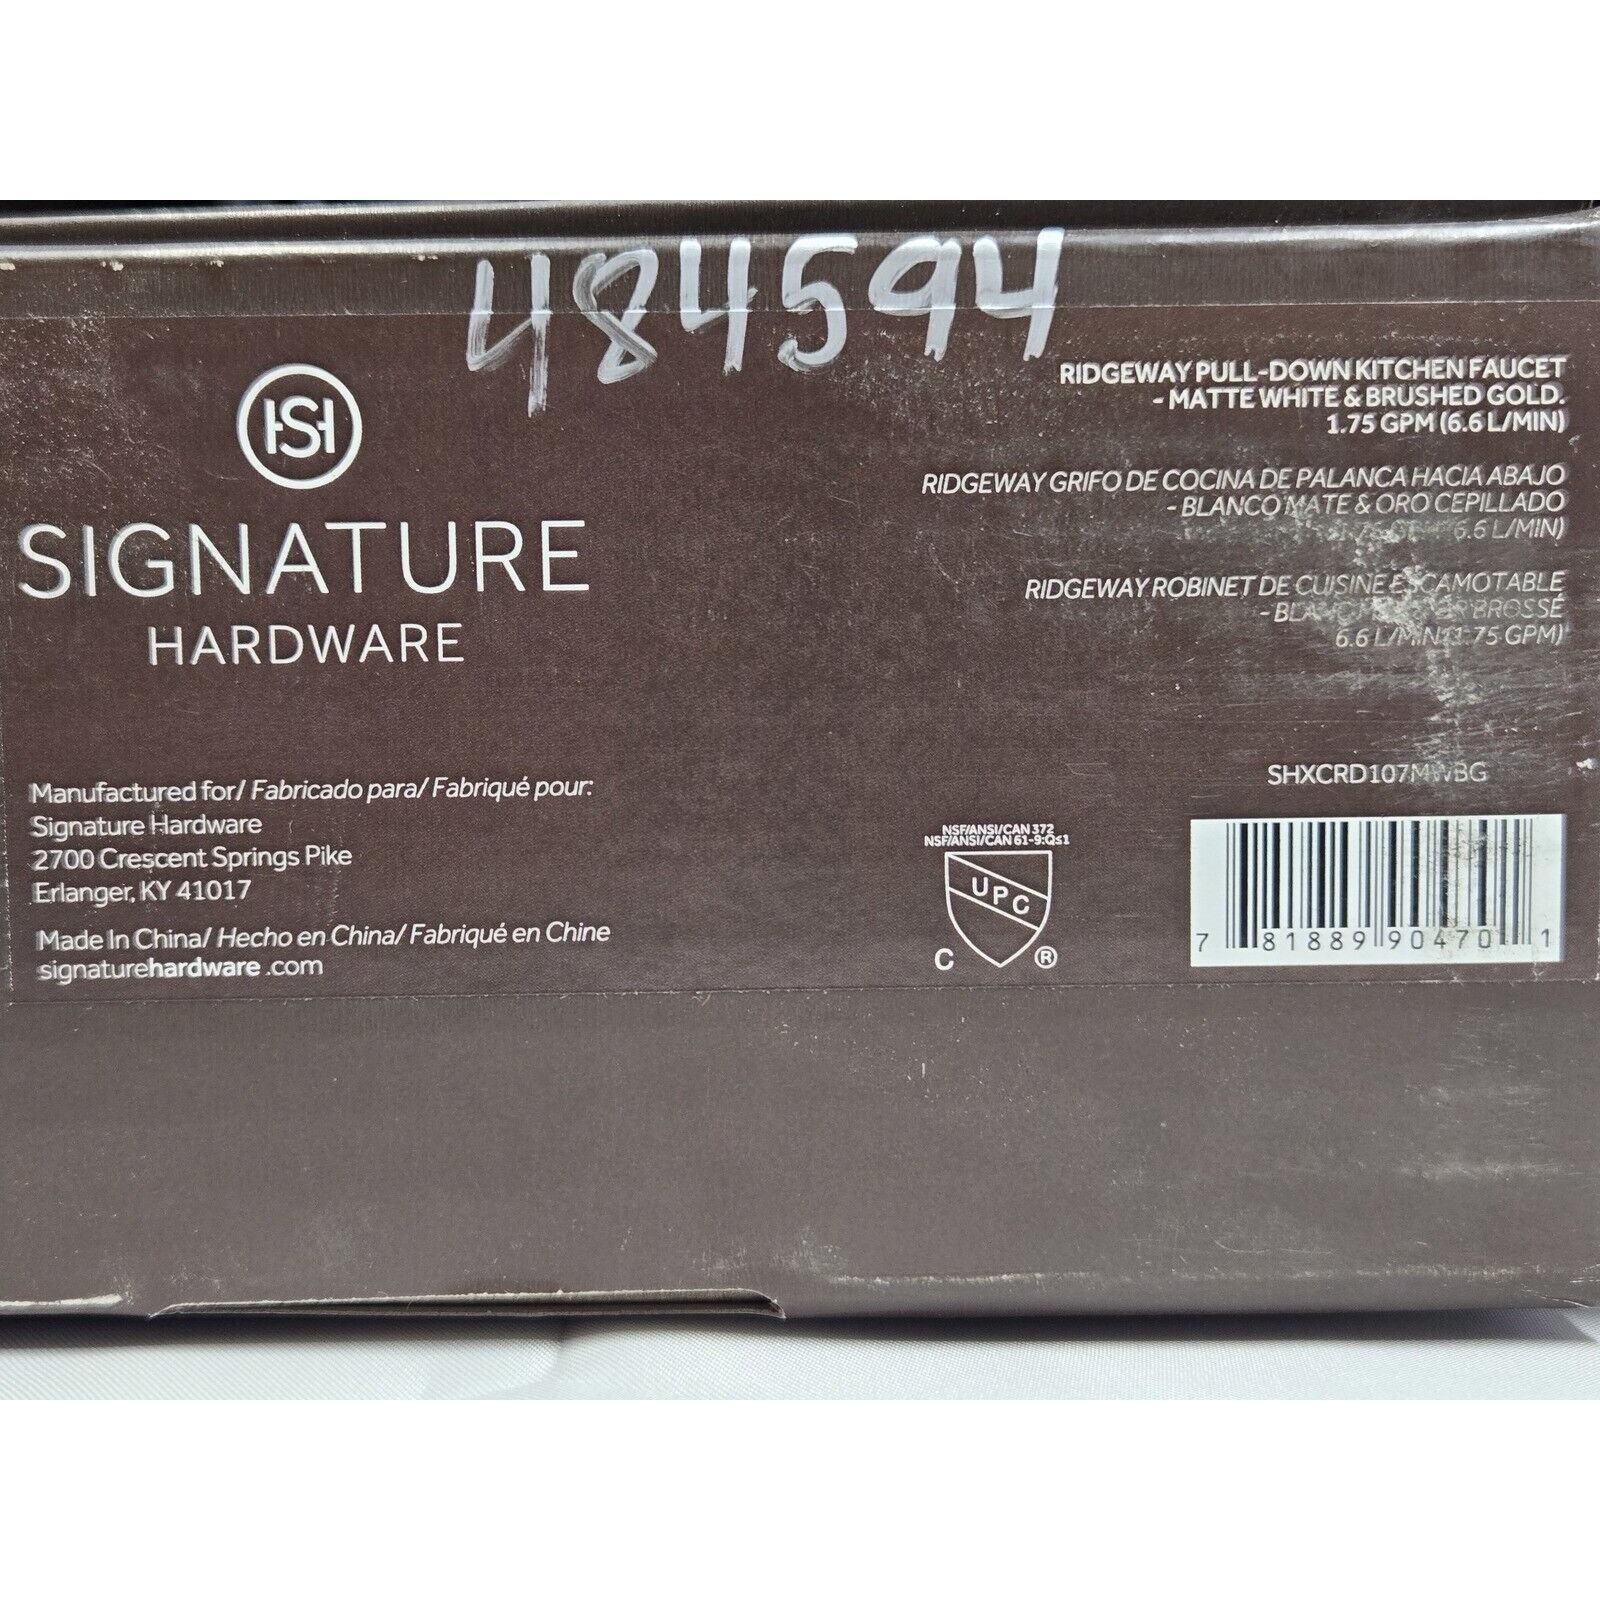 484594
HSH
SIGNATURE
HARDWARE
RIDGEWAY PULL-DOWN KITCHEN FAUCET
- MATTE WHITE & BRUSHED GOLD.
1.75 GPM (6.6 L/MIN)
RIDGEWAY GRIFO DE COCINA DE PALANCA HACIA ABAJO
- BLANCO MATE & ORO CEPILLADO
6.6 L/MIN)
RIDGEWAY ROBINET DE CUISINE ESCAMOTABLE
BROSSÉ
6.6 L/MIN (1.75 GPM)
Manufactured for/ Fabricado para/ Fabriqué pour:
Signature Hardware
2700 Crescent Springs Pike
Erlanger, KY 41017
Made In China/ Hecho en China/ Fabriqué en Chine
signaturehardware.com
NSF/ANSI/CAN 372
NSF/ANSI/CAN 61-9:Q≤1
UPC
C ®
SHXCRD107MWBG
7 81889 90470 1